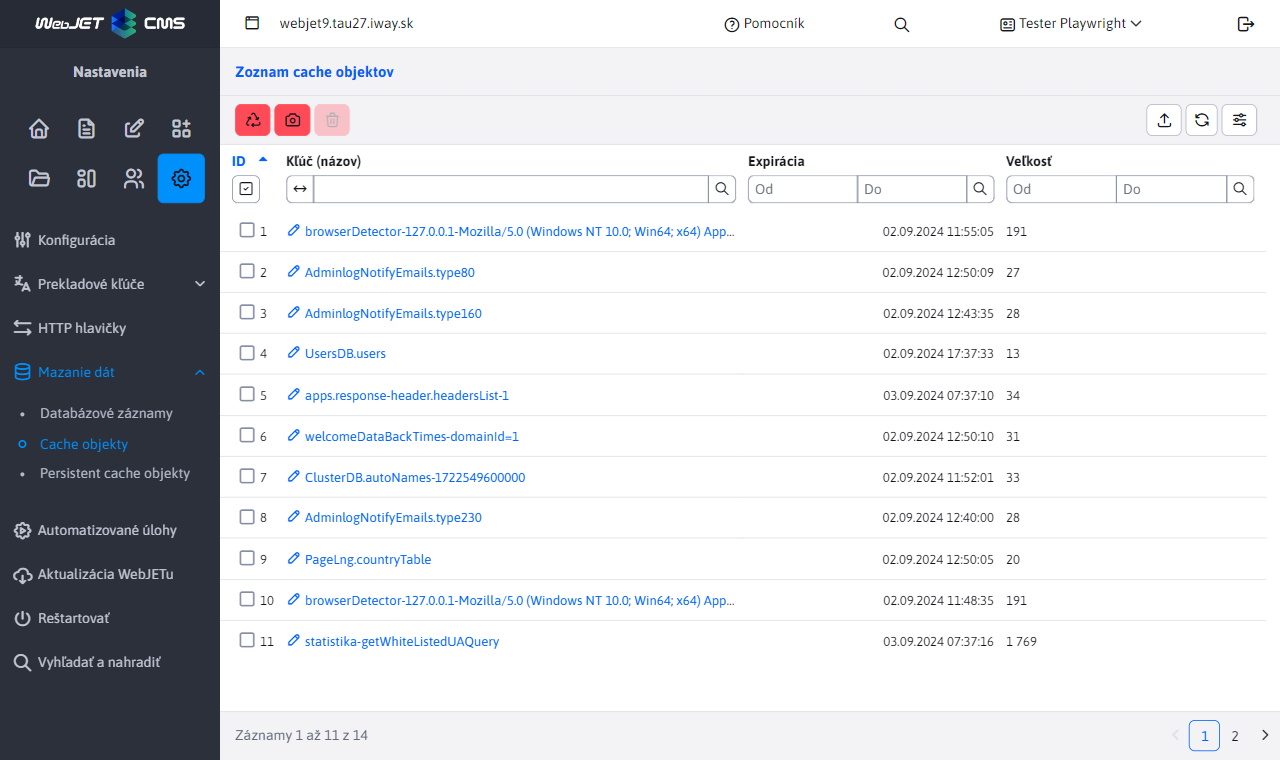 WebJET CMS
webjet9.tau27.iway.sk
Pomocník
Tester Playwright
Nastavenia
Konfigurácia
Prekladové kľúče
HTTP hlavičky
Mazanie dát
Databázové záznamy
Cache objekty
Persistent cache objekty
Automatizované úlohy
Aktualizácia WebJETu
Reštartovať
Vyhľadať a nahradiť
Zoznam cache objektov
ID Kľúč (názov) Expirácia Veľkosť
Od Do Od Do
1 browserDetector-127.0.0.1-Mozilla/5.0 (Windows NT 10.0; Win64; x64) App... 02.09.2024 11:55:05 191
2 AdminlogNotifyEmails.type80 02.09.2024 12:50:09 27
3 AdminlogNotifyEmails.type160 02.09.2024 12:43:35 28
4 UsersDB.users 02.09.2024 17:37:33 13
5 apps.response-header.headersList-1 03.09.2024 07:37:10 34
6 welcomeDataBackTimes-domainId=1 02.09.2024 12:50:10 31
7 ClusterDB.autoNames-1722549600000 02.09.2024 11:52:01 33
8 AdminlogNotifyEmails.type230 02.09.2024 12:40:00 28
9 PageLng.countryTable 02.09.2024 12:50:05 20
10 browserDetector-127.0.0.1-Mozilla/5.0 (Windows NT 10.0; Win64; x64) App... 02.09.2024 11:48:35 191
11 statistika-getWhiteListedUAQuery 03.09.2024 07:37:16 1 769
Záznamy 1 až 11 z 14
1 2